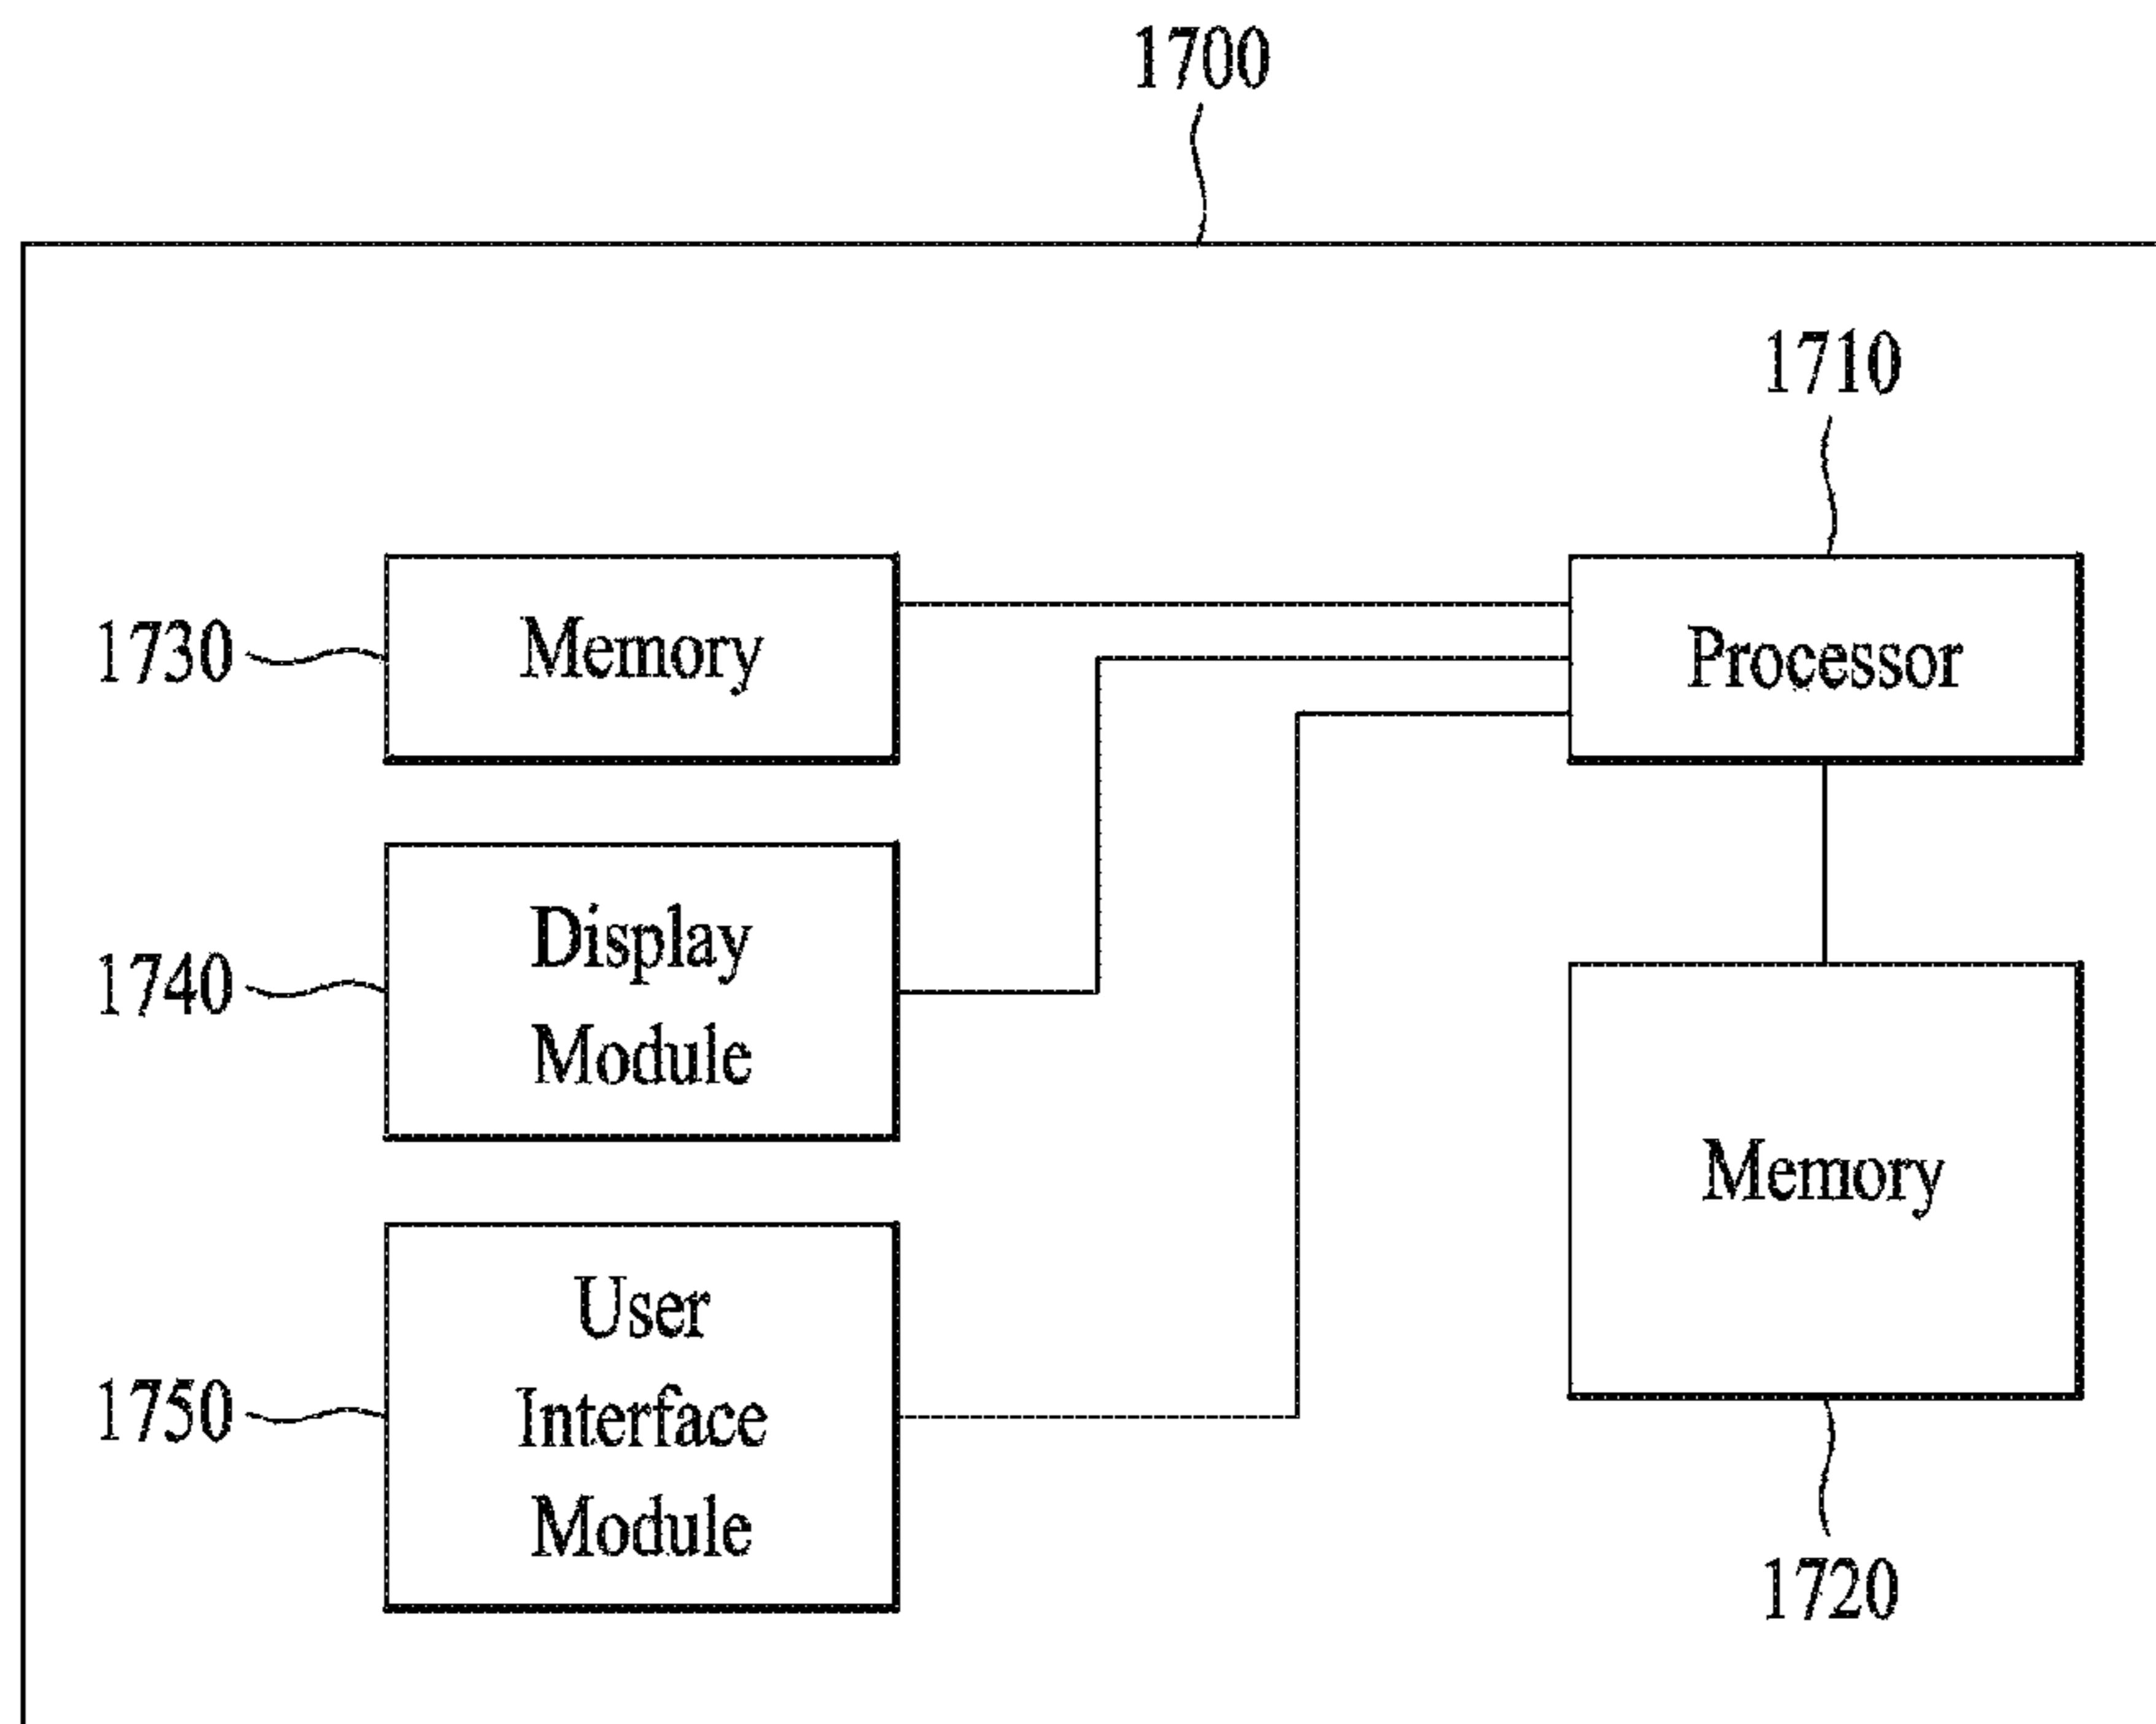 1700
1710
1730
Memory
Processor
1740
Display
Module
Memory
1750
User
Interface
Module
1720